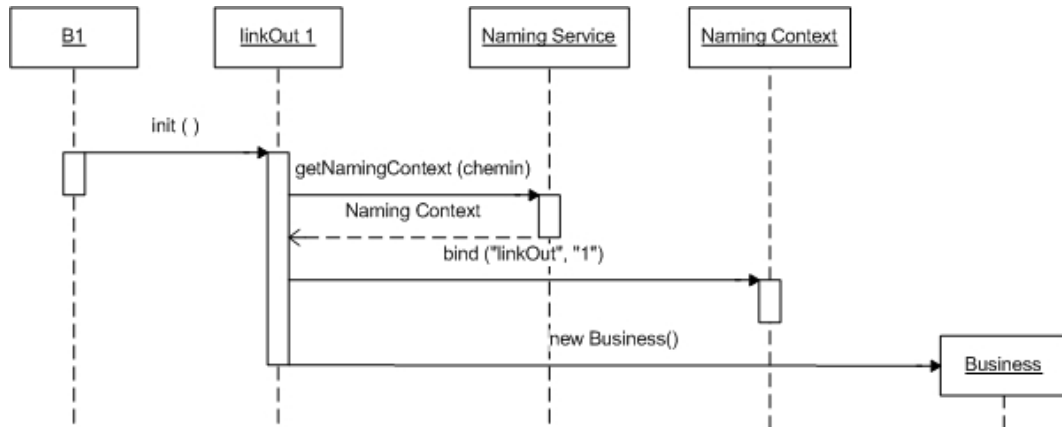 B1
linkOut 1
Naming Service
Naming Context
init ( )
getNamingContext (chemin)
Naming Context
bind ("linkOut", "1")
new Business()
Business